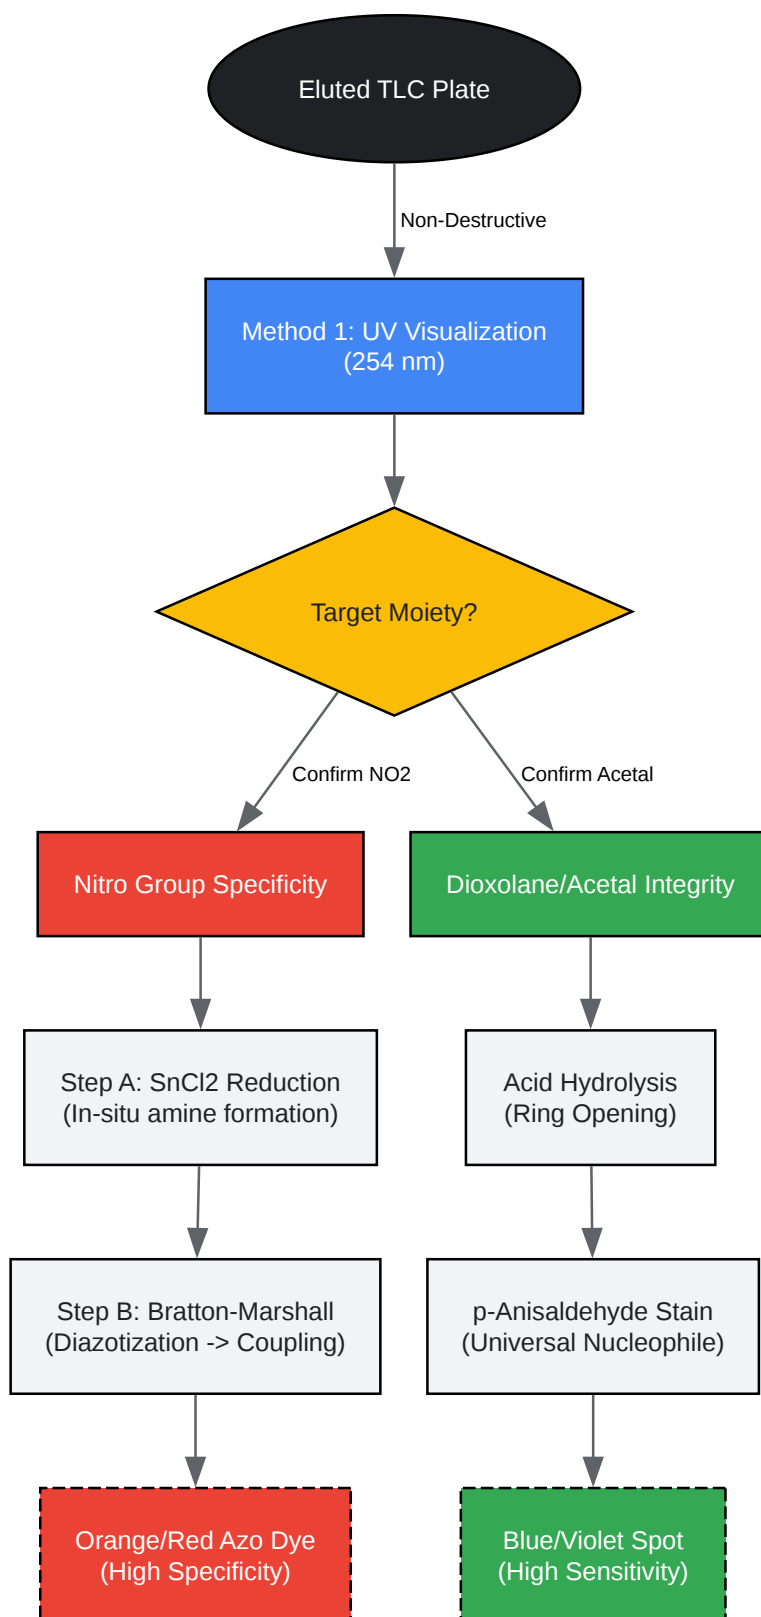 Eluted TLC Plate
Non-Destructive
Method 1: UV Visualization
(254 nm)
Target Moiety?
Confirm NO2
Confirm Acetal
Nitro Group Specificity
Dioxolane/Acetal Integrity
Step A: SnCl2 Reduction
(In-situ amine formation)
Acid Hydrolysis
(Ring Opening)
Step B: Bratton-Marshall
(Diazotization -> Coupling)
p-Anisaldehyde Stain
(Universal Nucleophile)
Orange/Red Azo Dye
(High Specificity)
Blue/Violet Spot
(High Sensitivity)